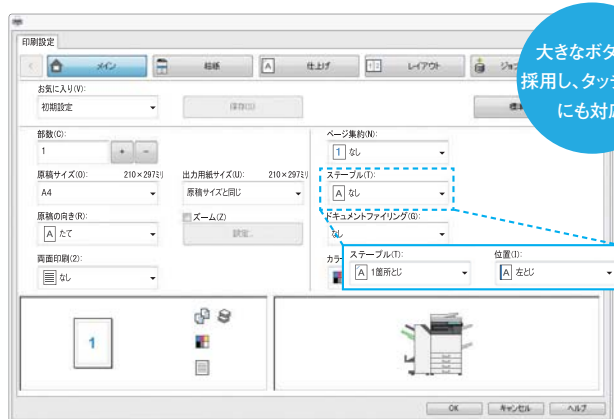 印刷設定
メイン
給紙
仕上げ
レイアウト
ジョブ
大きなボタ
採用し、タッチ
にも対応
お気に入り(V):
初期設定
保存(S)
標準
部数(C):
1
+
-
ページ集約(N):
1 なし
原稿サイズ(O): 210×297ミリ
A4
出力用紙サイズ(U): 210×297ミリ
原稿サイズと同じ
ステープル(T):
A なし
原稿の向き(R):
A たて
ズーム(Z)
設定...
ドキュメントファイリング(G):
なし
両面印刷(2):
なし
カラー
ステープル(T):
A 1箇所とじ
位置(I):
A 左とじ
1
OK
キャンセル
ヘルプ